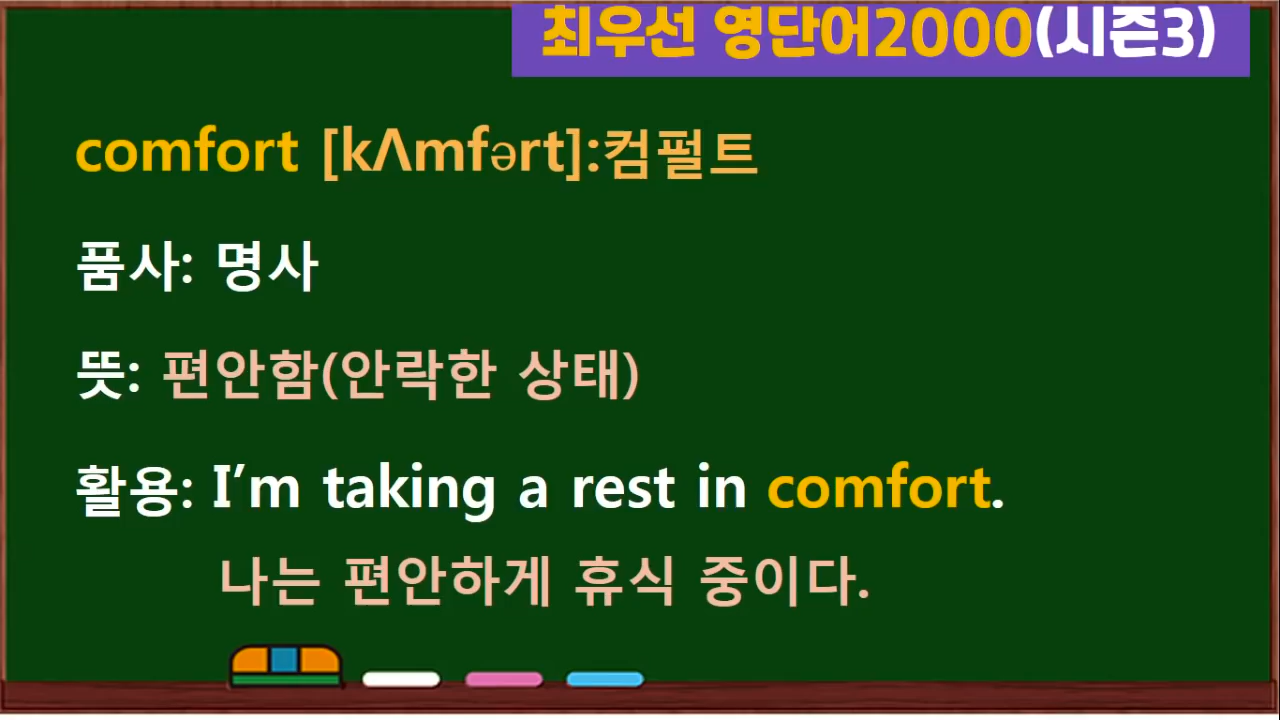 최우선 영단어2000(시즌3)
comfort [kΛmfərt]:컴펄트
품사: 명사
뜻: 편안함(안락한 상태)
활용: I’m taking a rest in comfort.
나는 편안하게 휴식 중이다.